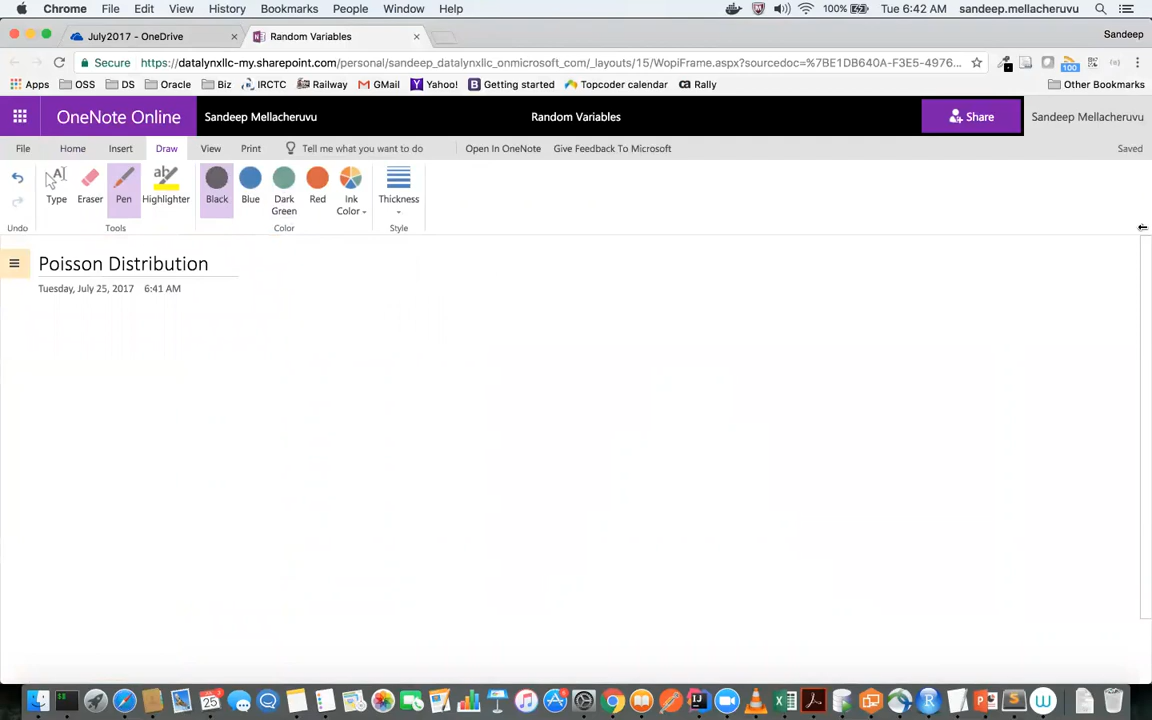 Chrome File Edit View History Bookmarks People Window Help 100% Tue 6:42 AM sandeep.mellacheruvu
July2017 - OneDrive × Random Variables × Sandeep
Secure https://datalynxllc-my.sharepoint.com/personal/sandeep_datalynxllc_onmicrosoft_com/_layouts/15/WopiFrame.aspx?sourcedoc=%7BE1DB640A-F3E5-4976... 100
Apps OSS DS Oracle Biz IRCTC Railway GMail Yahoo! Getting started Topcoder calendar Rally Other Bookmarks
OneNote Online Sandeep Mellacheruvu Random Variables Share Sandeep Mellacheruvu
File Home Insert Draw View Print Tell me what you want to do Open In OneNote Give Feedback To Microsoft Saved
Type Eraser Pen Highlighter Black Blue Dark Green Red Ink Color Thickness
Undo Tools Color Style
Poisson Distribution
Tuesday, July 25, 2017 6:41 AM
25